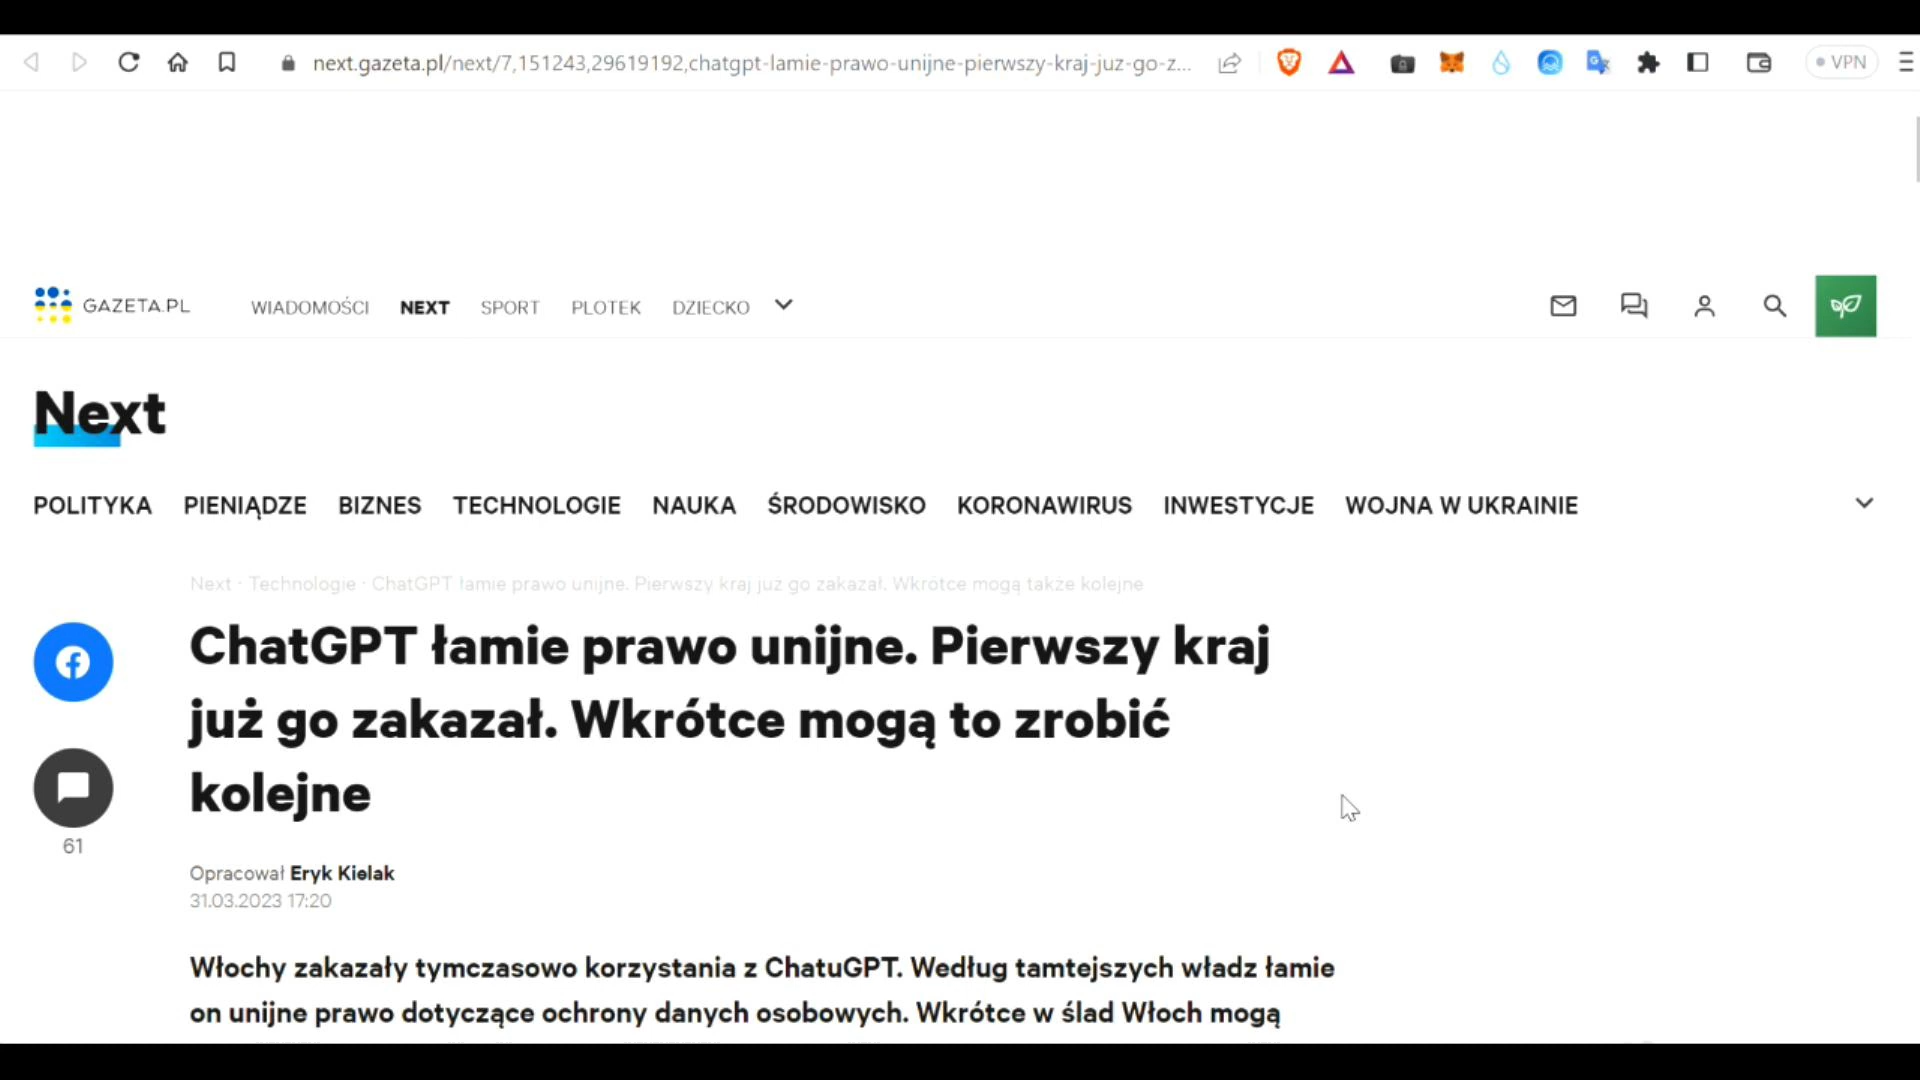 next.gazeta.pl/next/7,151243,29619192,chatgpt-lamie-prawo-unijne-pierwszy-kraj-juz-go-z...
VPN
GAZETA.PL
WIADOMOŚCI NEXT SPORT PLOTEK DZIECKO
Next
POLITYKA PIENIĄDZE BIZNES TECHNOLOGIE NAUKA ŚRODOWISKO KORONAWIRUS INWESTYCJE WOJNA W UKRAINIE
Next · Technologie · ChatGPT łamie prawo unijne. Pierwszy kraj już go zakazał. Wkrótce mogą także kolejne
ChatGPT łamie prawo unijne. Pierwszy kraj
już go zakazał. Wkrótce mogą to zrobić
kolejne
61
Opracował Eryk Kielak
31.03.2023 17:20
Włochy zakazały tymczasowo korzystania z ChatuGPT. Według tamtejszych władz łamie
on unijne prawo dotyczące ochrony danych osobowych. Wkrótce w ślad Włoch mogą